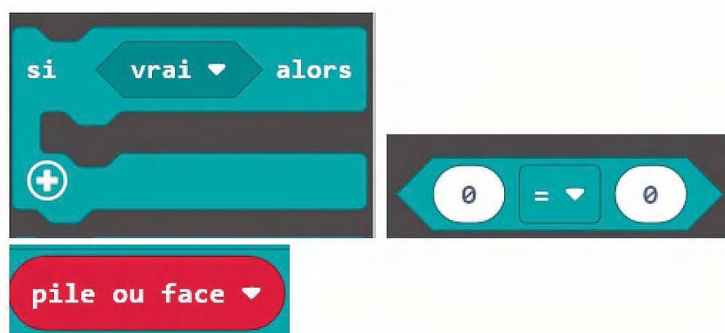 si vrai alors
0 = 0
pile ou face